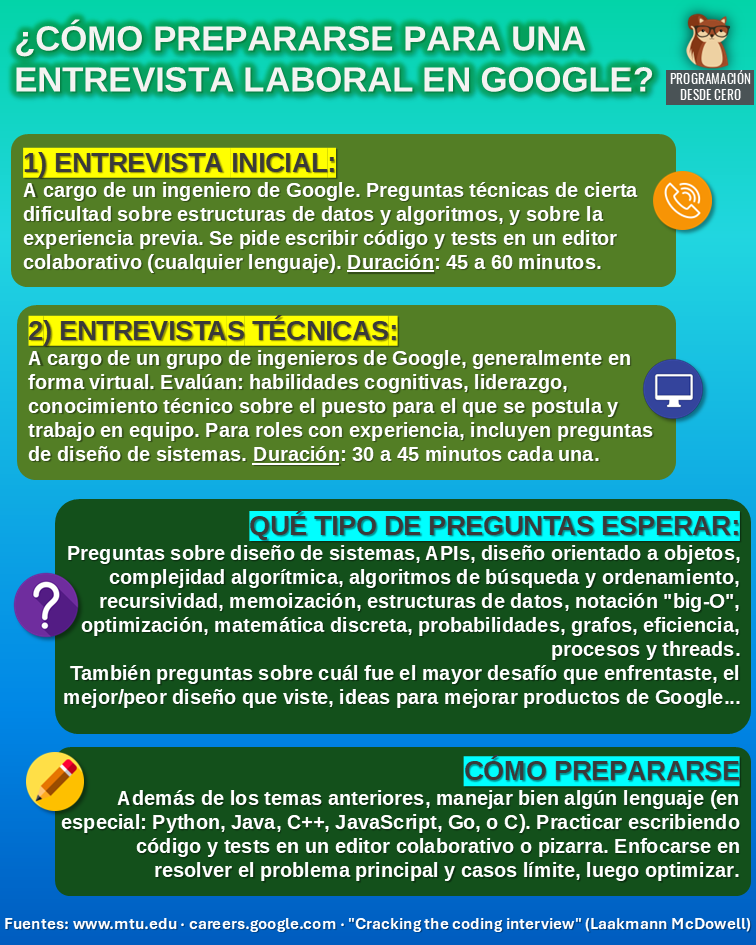 ¿CÓMO PREPARARSE PARA UNA
ENTREVISTA LABORAL EN GOOGLE?
PROGRAMACIÓN
DESDE CERO
1) ENTREVISTA INICIAL:
A cargo de un ingeniero de Google. Preguntas técnicas de cierta
dificultad sobre estructuras de datos y algoritmos, y sobre la
experiencia previa. Se pide escribir código y tests en un editor
colaborativo (cualquier lenguaje). Duración: 45 a 60 minutos.
2) ENTREVISTAS TÉCNICAS:
A cargo de un grupo de ingenieros de Google, generalmente en
forma virtual. Evalúan: habilidades cognitivas, liderazgo,
conocimiento técnico sobre el puesto para el que se postula y
trabajo en equipo. Para roles con experiencia, incluyen preguntas
de diseño de sistemas. Duración: 30 a 45 minutos cada una.
QUÉ TIPO DE PREGUNTAS ESPERAR:
Preguntas sobre diseño de sistemas, APIs, diseño orientado a objetos,
complejidad algorítmica, algoritmos de búsqueda y ordenamiento,
recursividad, memoización, estructuras de datos, notación "big-O",
optimización, matemática discreta, probabilidades, grafos, eficiencia,
procesos y threads.
También preguntas sobre cuál fue el mayor desafío que enfrentaste, el
mejor/peor diseño que viste, ideas para mejorar productos de Google...
CÓMO PREPARARSE
Además de los temas anteriores, manejar bien algún lenguaje (en
especial: Python, Java, C++, JavaScript, Go, o C). Practicar escribiendo
código y tests en un editor colaborativo o pizarra. Enfocarse en
resolver el problema principal y casos límite, luego optimizar.
Fuentes: www.mtu.edu · careers.google.com · "Cracking the coding interview" (Laakmann McDowell)